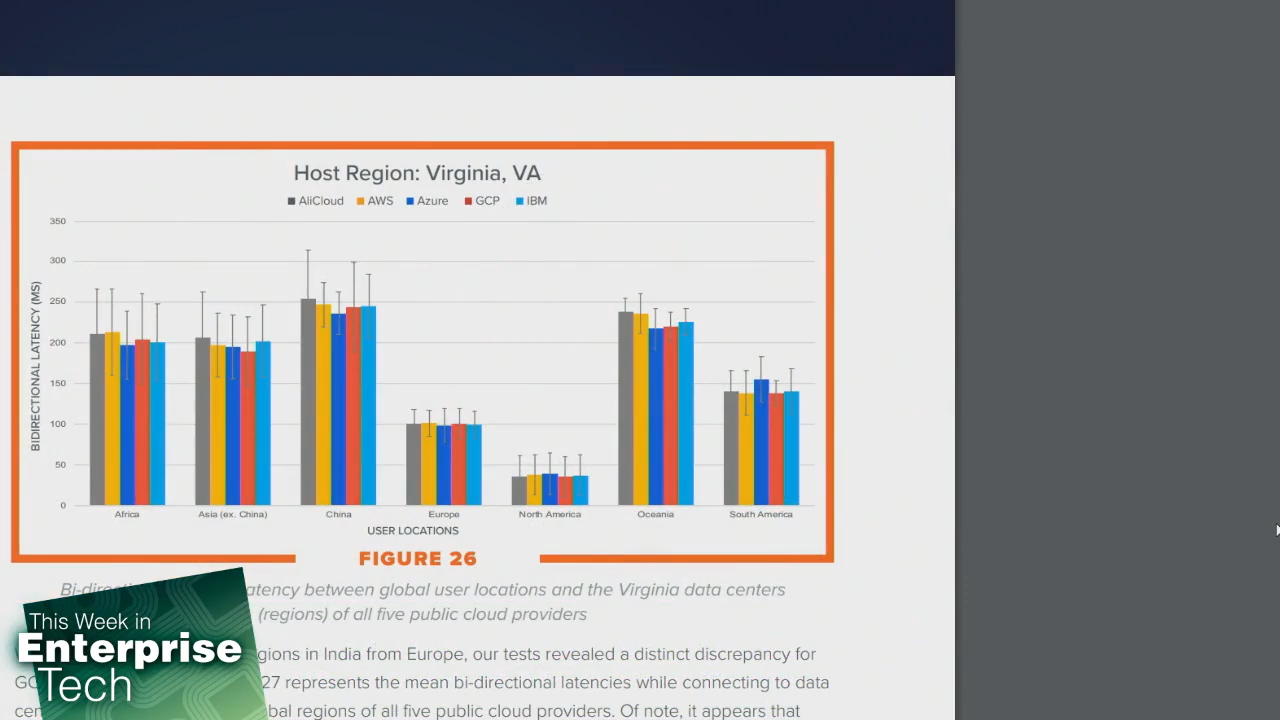 Host Region: Virginia, VA
AliCloud AWS Azure GCP IBM
BIDIRECTIONAL LATENCY (MS)
350
300
250
200
150
100
50
0
Africa Asia (ex. China) China Europe North America Oceania South America
USER LOCATIONS
FIGURE 26
atency between global user locations and the Virginia data centers
(regions) of all five public cloud providers
gions in India from Europe, our tests revealed a distinct discrepancy for
27 represents the mean bi-directional latencies while connecting to data
bal regions of all five public cloud providers. Of note, it appears that
This Week in
Enterprise
Tech